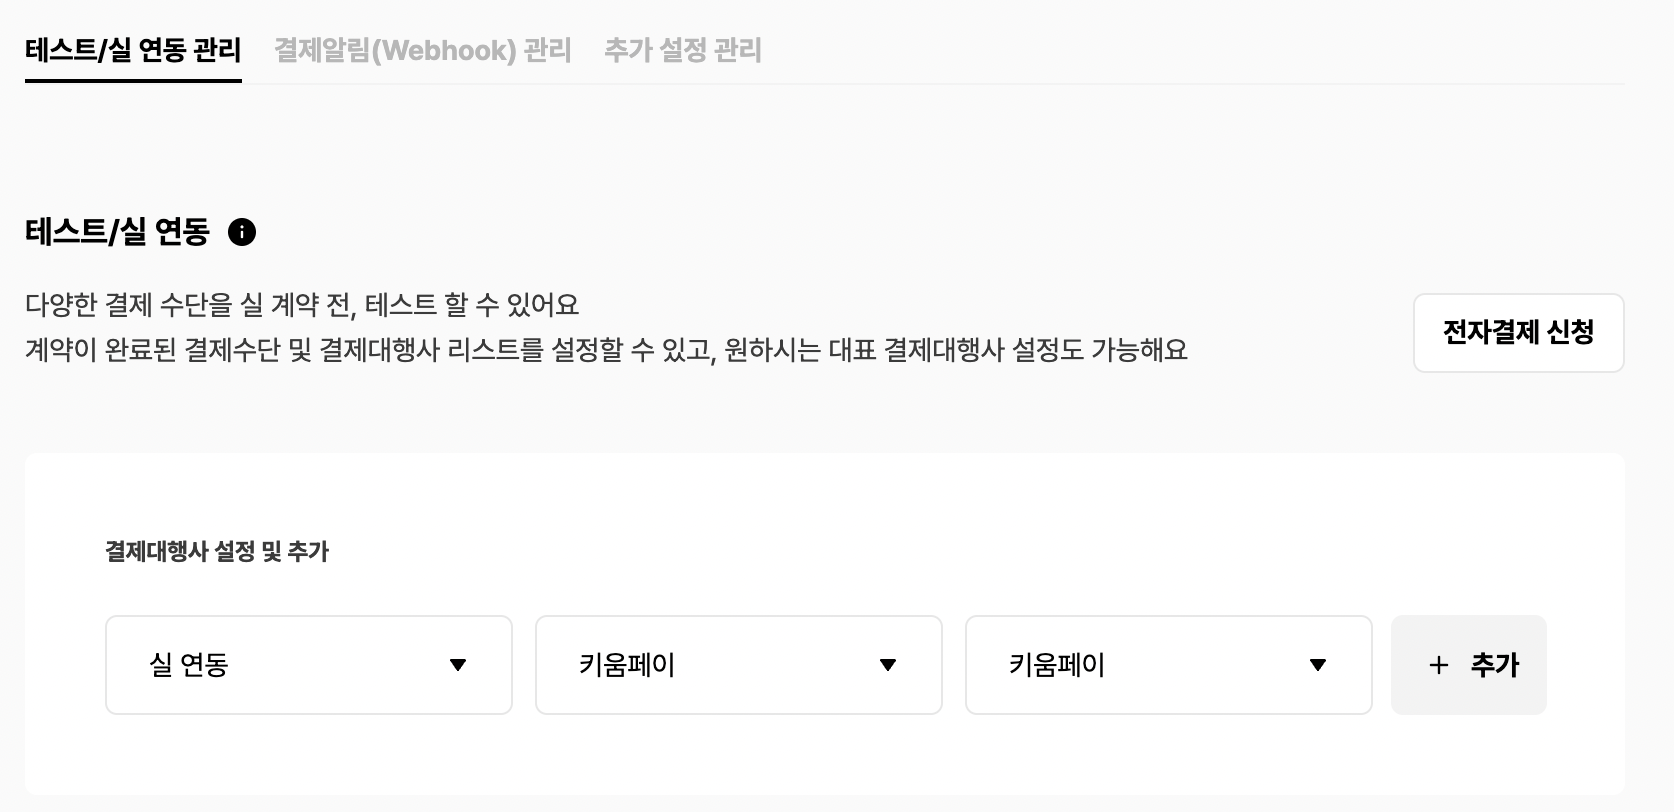 테스트/실 연동 관리 결제알림(Webhook) 관리 추가 설정 관리
테스트/실 연동
다양한 결제 수단을 실 계약 전, 테스트 할 수 있어요
계약이 완료된 결제수단 및 결제대행사 리스트를 설정할 수 있고, 원하시는 대표 결제대행사 설정도 가능해요
전자결제 신청
결제대행사 설정 및 추가
실 연동 키움페이 키움페이 + 추가